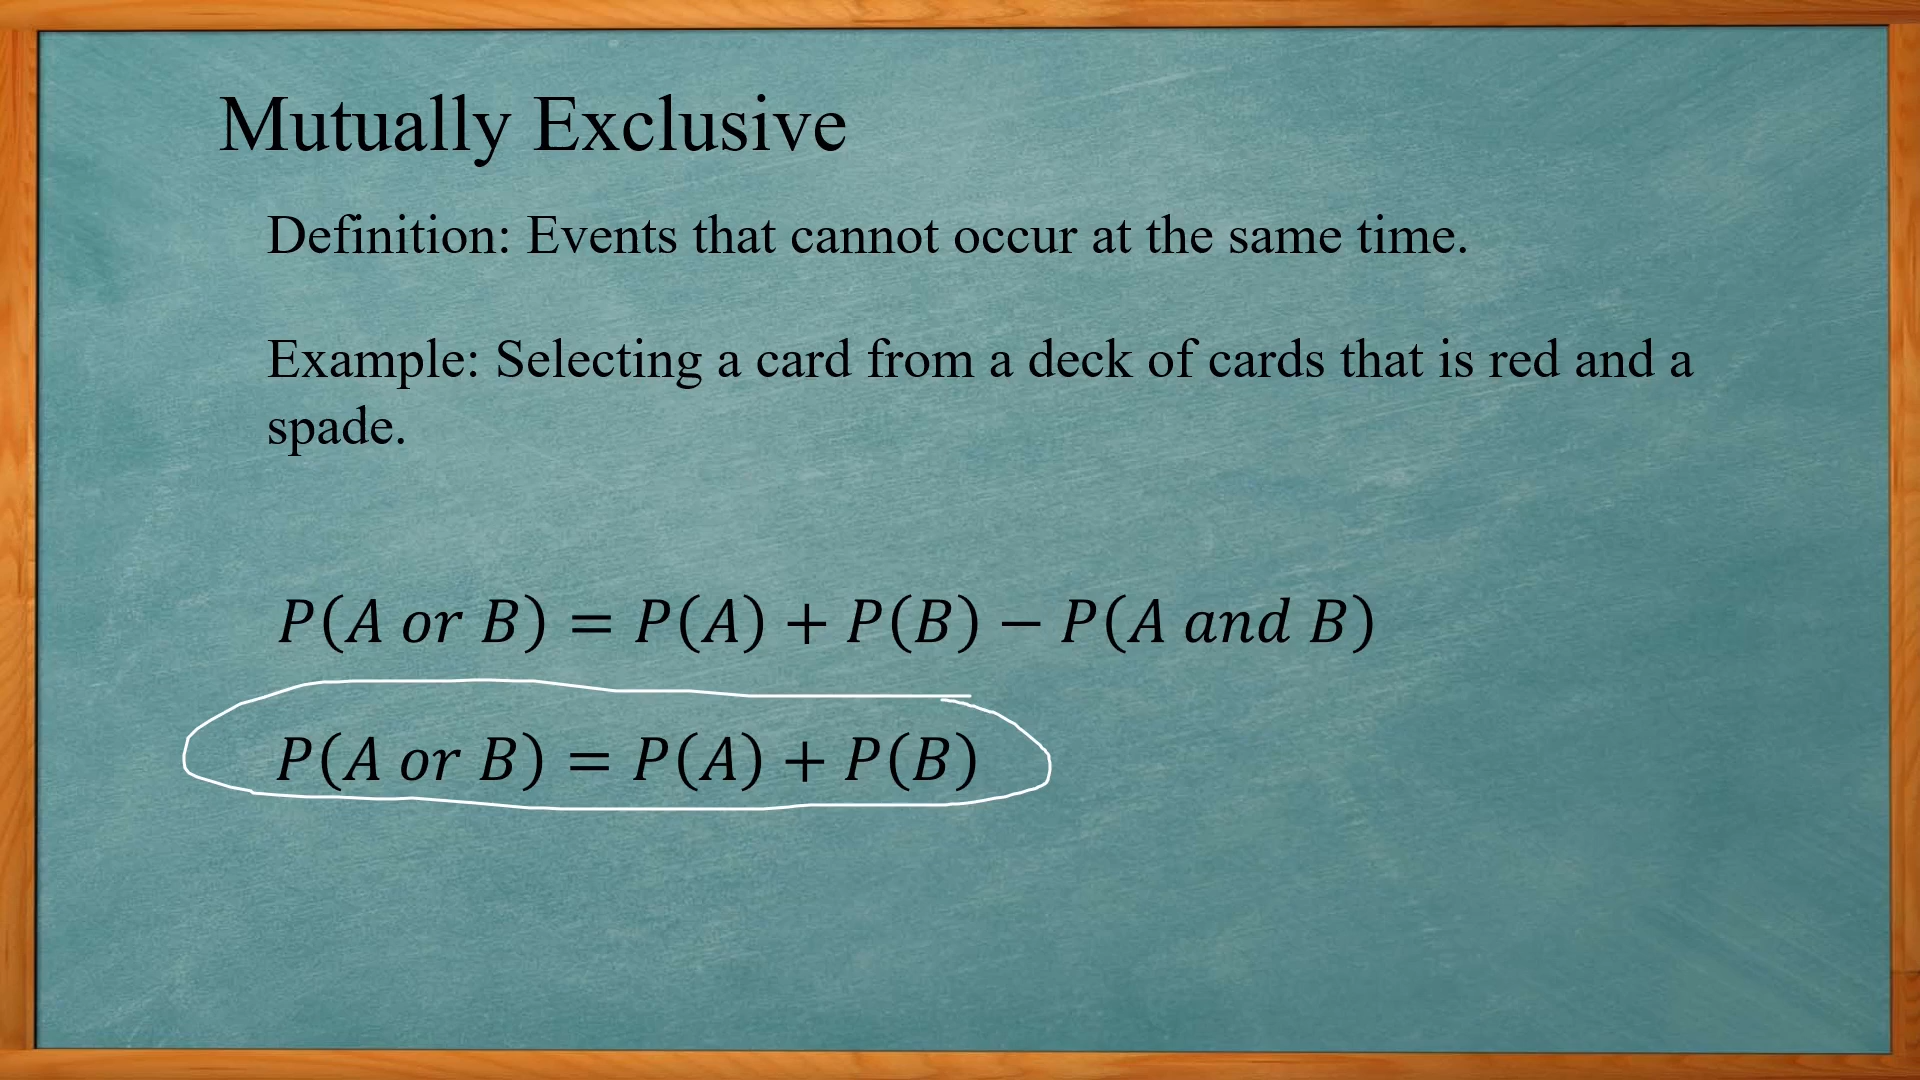 Mutually Exclusive
Definition: Events that cannot occur at the same time.
Example: Selecting a card from a deck of cards that is red and a
spade.
P(A or B) = P(A) + P(B) − P(A and B)
P(A or B) = P(A) + P(B)